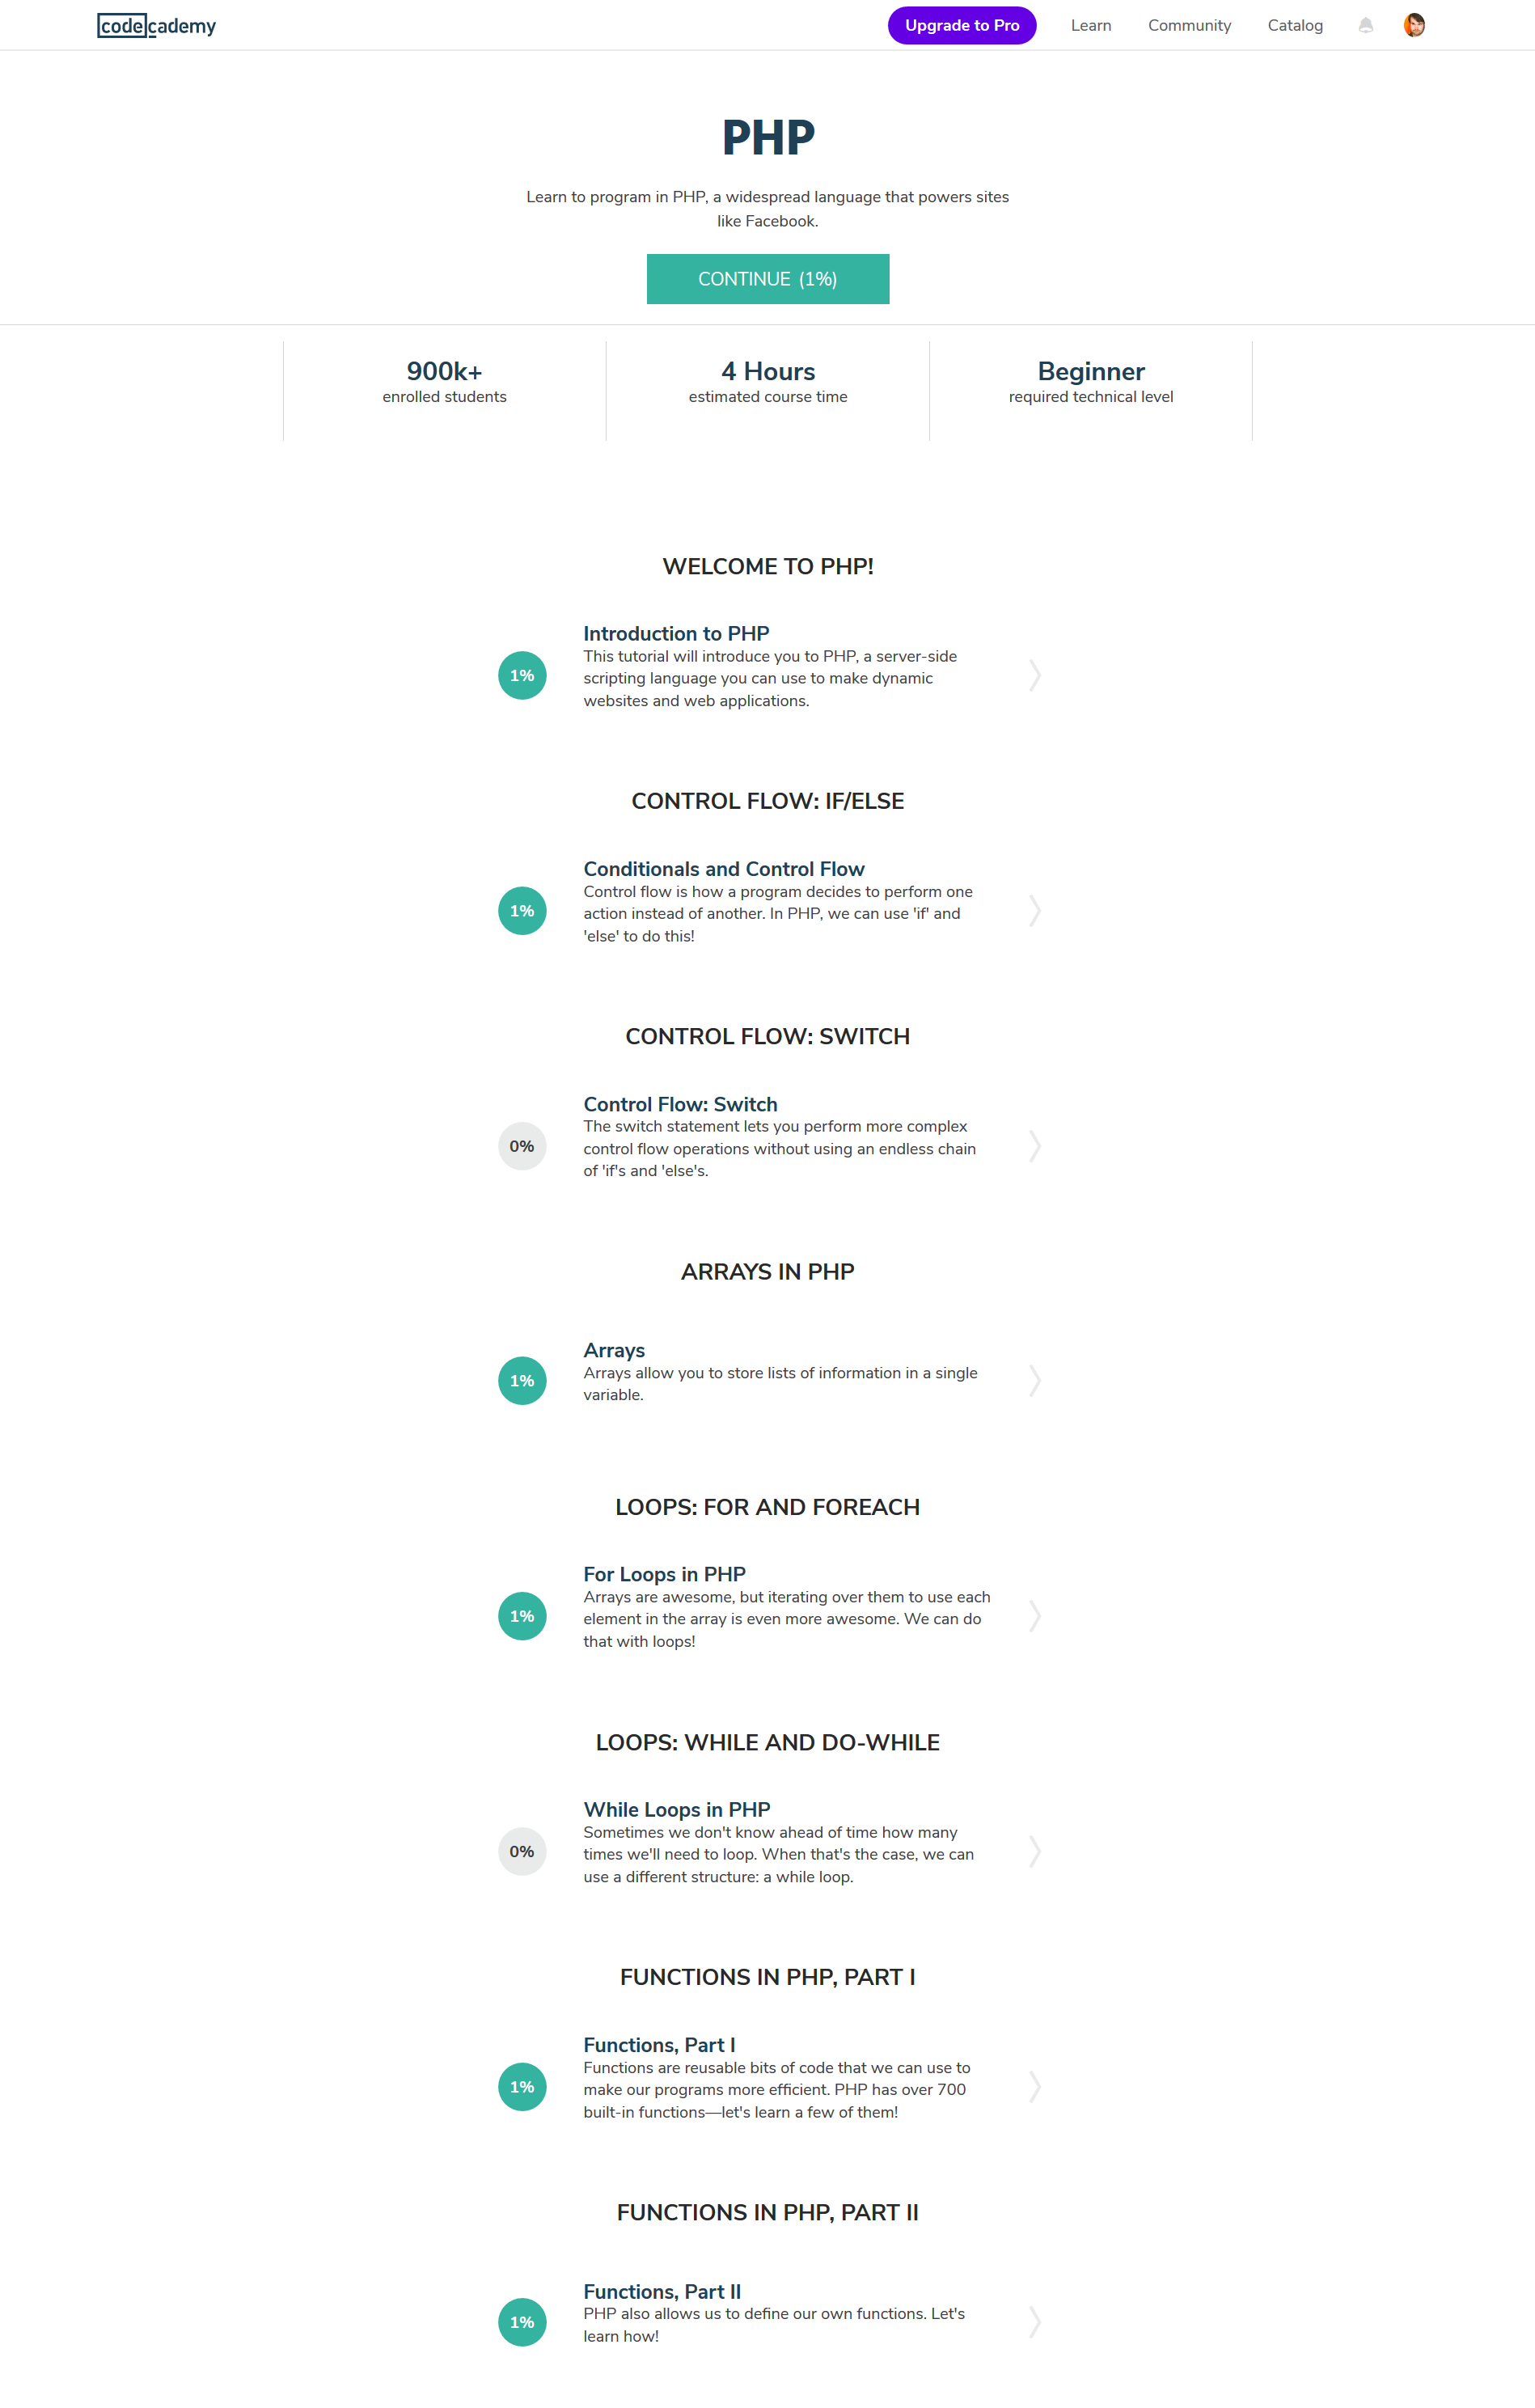 codecademy
Upgrade to Pro
Learn
Community
Catalog
PHP
Learn to program in PHP, a widespread language that powers sites
like Facebook.
CONTINUE (1%)
900k+
enrolled students
4 Hours
estimated course time
Beginner
required technical level
WELCOME TO PHP!
1%
Introduction to PHP
This tutorial will introduce you to PHP, a server-side
scripting language you can use to make dynamic
websites and web applications.
CONTROL FLOW: IF/ELSE
1%
Conditionals and Control Flow
Control flow is how a program decides to perform one
action instead of another. In PHP, we can use 'if' and
'else' to do this!
CONTROL FLOW: SWITCH
0%
Control Flow: Switch
The switch statement lets you perform more complex
control flow operations without using an endless chain
of 'if's and 'else's.
ARRAYS IN PHP
1%
Arrays
Arrays allow you to store lists of information in a single
variable.
LOOPS: FOR AND FOREACH
1%
For Loops in PHP
Arrays are awesome, but iterating over them to use each
element in the array is even more awesome. We can do
that with loops!
LOOPS: WHILE AND DO-WHILE
0%
While Loops in PHP
Sometimes we don't know ahead of time how many
times we'll need to loop. When that's the case, we can
use a different structure: a while loop.
FUNCTIONS IN PHP, PART I
1%
Functions, Part I
Functions are reusable bits of code that we can use to
make our programs more efficient. PHP has over 700
built-in functions—let's learn a few of them!
FUNCTIONS IN PHP, PART II
1%
Functions, Part II
PHP also allows us to define our own functions. Let's
learn how!